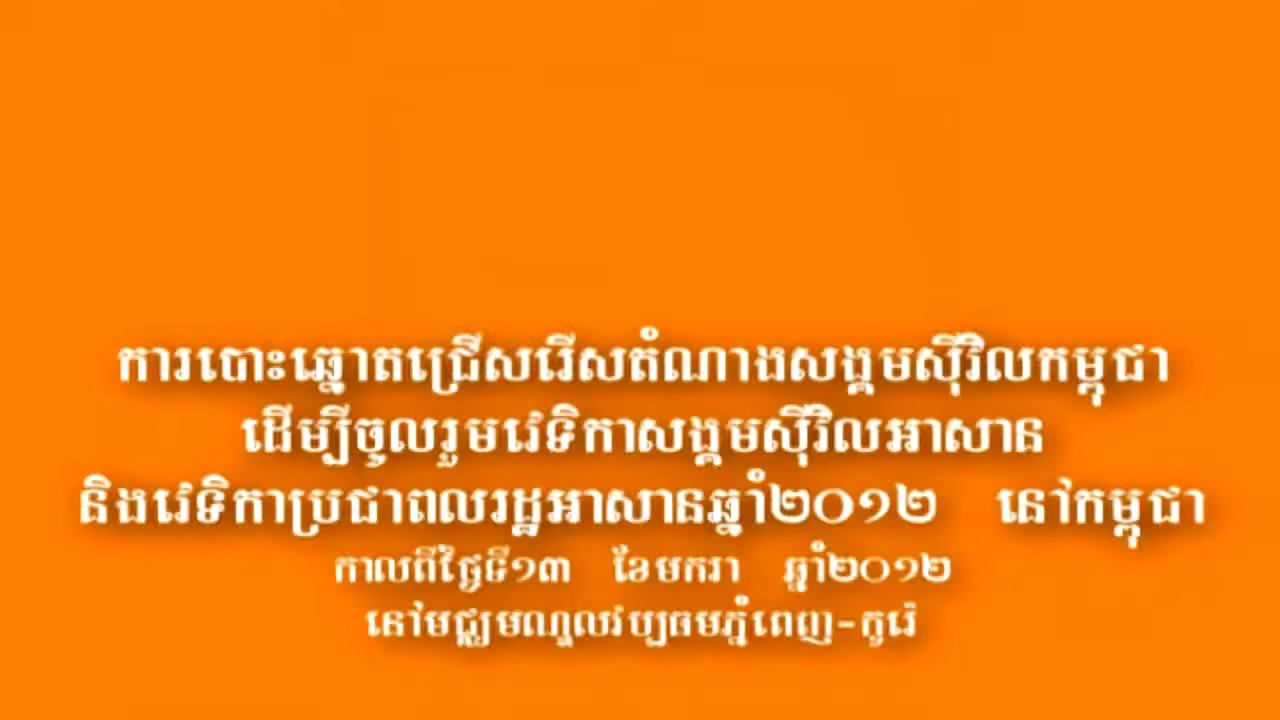 ការបោះឆ្នោតជ្រើសរើសតំណាងសង្គមស៊ីវិលកម្ពុជា
ដើម្បីចូលរួមវេទិកាសង្គមស៊ីវិលអាសាន
និងវេទិកាប្រជាពលរដ្ឋអាសានឆ្នាំ២០១២ នៅកម្ពុជា
កាលពីថ្ងៃទី១៣ ខែមករា ឆ្នាំ២០១២
នៅមជ្ឈមណ្ឌលវប្បធមភ្នំពេញ-កូរ៉េ